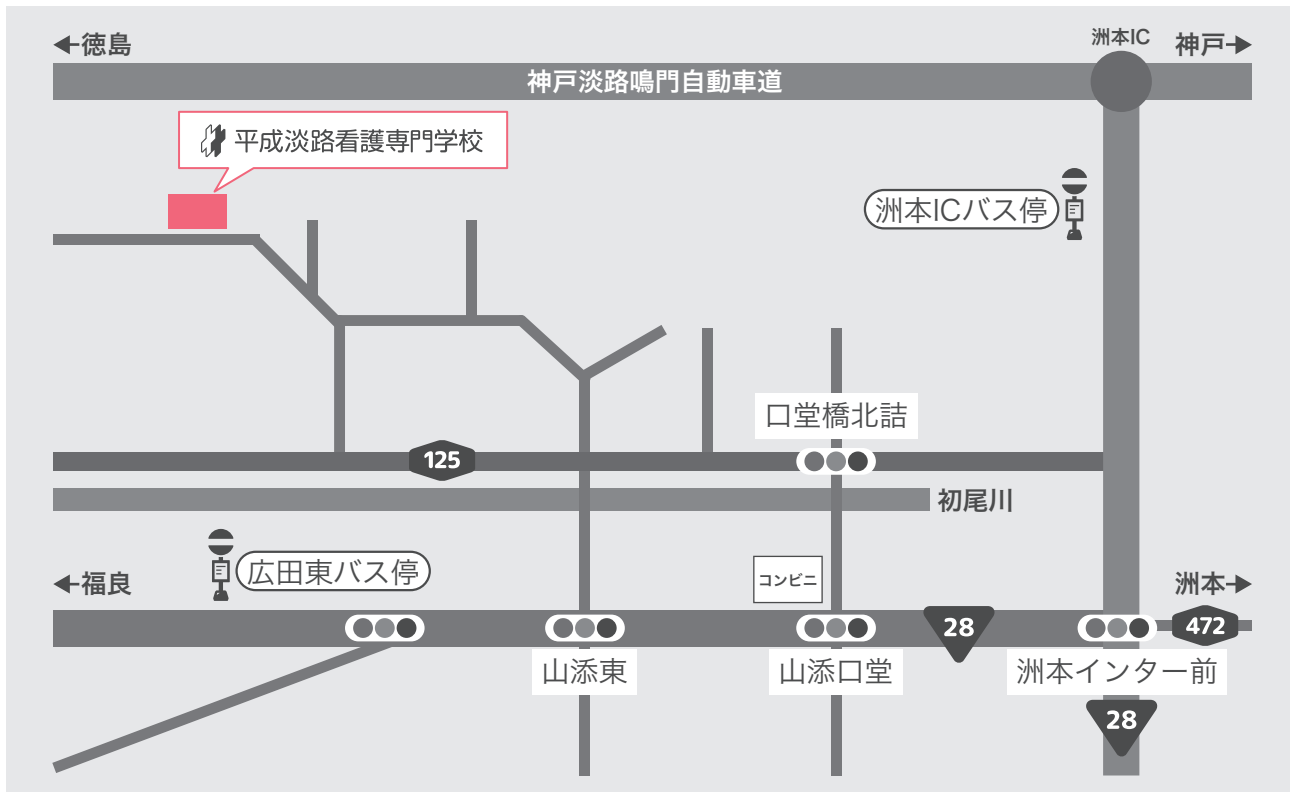 ←徳島
洲本IC
神戸→
神戸淡路鳴門自動車道
平成淡路看護専門学校
洲本ICバス停
口堂橋北詰
125
初尾川
広田東バス停
コンビニ
←福良
洲本→
28
472
山添東
山添口堂
洲本インター前
28